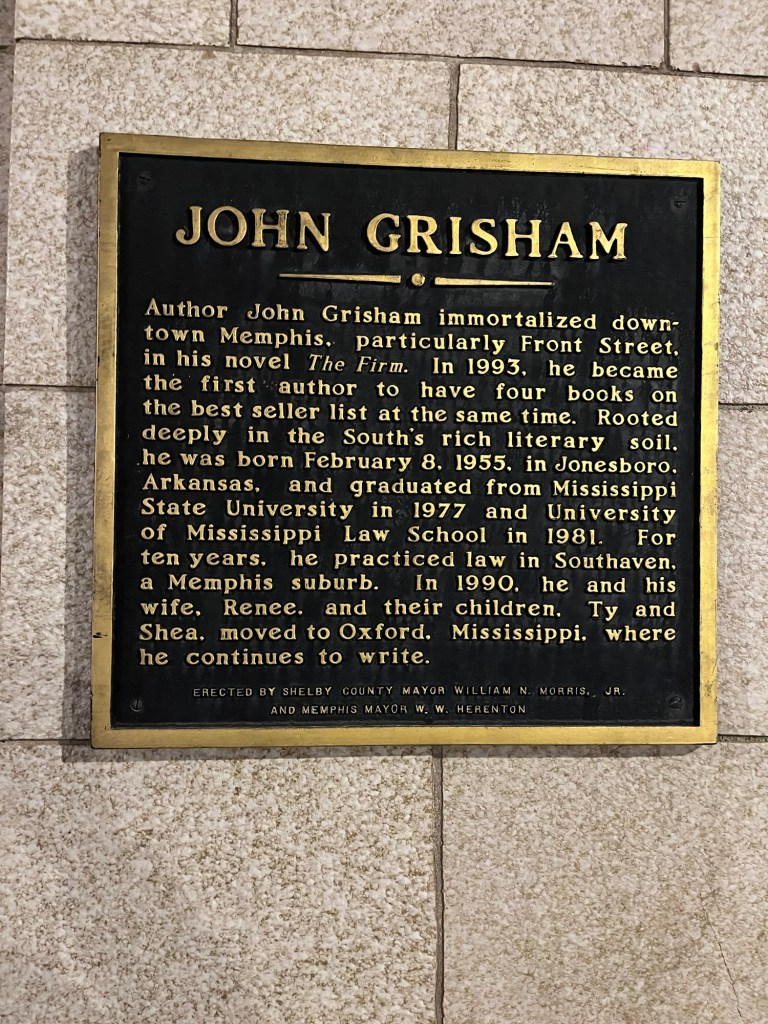 JOHN GRISHAM
Author John Grisham immortalized down-
town Memphis, particularly Front Street,
in his novel The Firm. In 1993, he became
the first author to have four books on
the best seller list at the same time. Rooted
deeply in the South's rich literary soil,
he was born February 8, 1955, in Jonesboro,
Arkansas, and graduated from Mississippi
State University in 1977 and University
of Mississippi Law School in 1981. For
ten years, he practiced law in Southaven,
a Memphis suburb. In 1990, he and his
wife, Renee, and their children, Ty and
Shea, moved to Oxford, Mississippi, where
he continues to write.
ERECTED BY SHELBY COUNTY MAYOR WILLIAM N. MORRIS, JR.
AND MEMPHIS MAYOR W. W. HERENTON